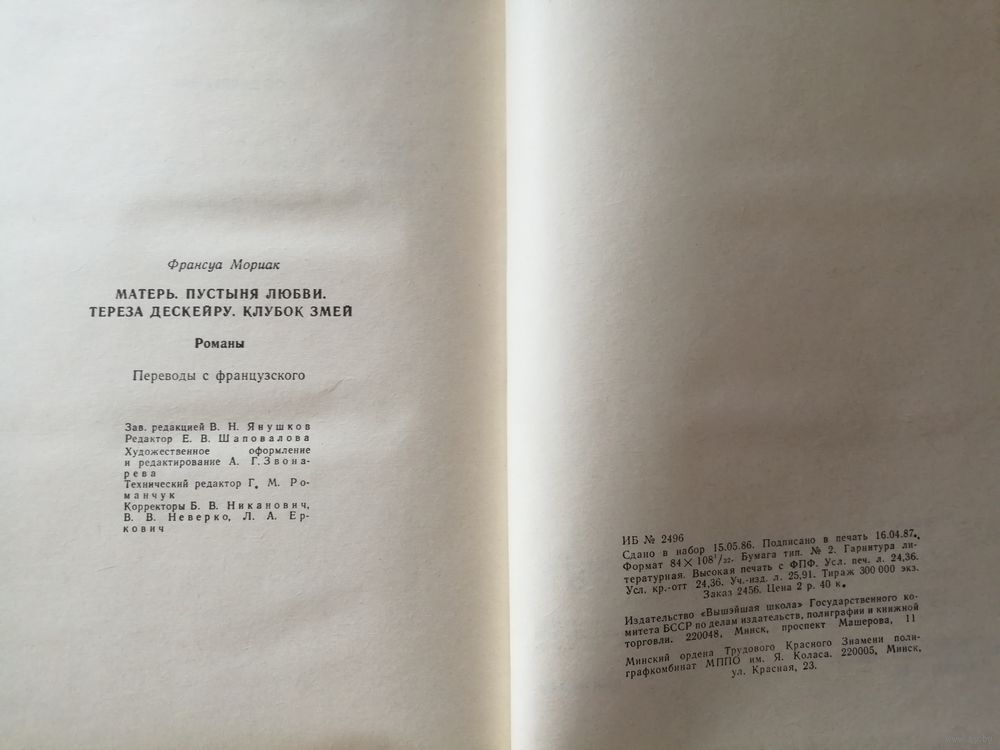 Франсуа Мориак
МАТЕРЬ. ПУСТЫНЯ ЛЮБВИ.
ТЕРЕЗА ДЕСКЕЙРУ. КЛУБОК ЗМЕЙ
Романы
Переводы с французского
Зав. редакцией В. Н. Янушков
Редактор Е. В. Шаповалова
Художественное оформление
и редактирование А. Г. Звона-
рева
Технический редактор Г. М. Ро-
манчук
Корректоры Б. В. Никанович,
В. В. Неверко, Л. А. Ер-
кович
ИБ № 2496
Сдано в набор 15.05.86. Подписано в печать 16.04.87.
Формат 84×108¹/₃₂. Бумага тип. № 2. Гарнитура ли-
тературная. Высокая печать с ФПФ. Усл. печ. л. 24,36.
Усл. кр.-отт 24,36. Уч.-изд. л. 25,91. Тираж 300 000 экз.
Заказ 2456. Цена 2 р. 40 к.
Издательство «Вышэйшая школа» Государственного ко-
митета БССР по делам издательств, полиграфии и книжной
торговли. 220048, Минск, проспект Машерова, 11
Минский ордена Трудового Красного Знамени поли-
графкомбинат МППО им. Я. Коласа. 220005, Минск,
ул. Красная, 23.